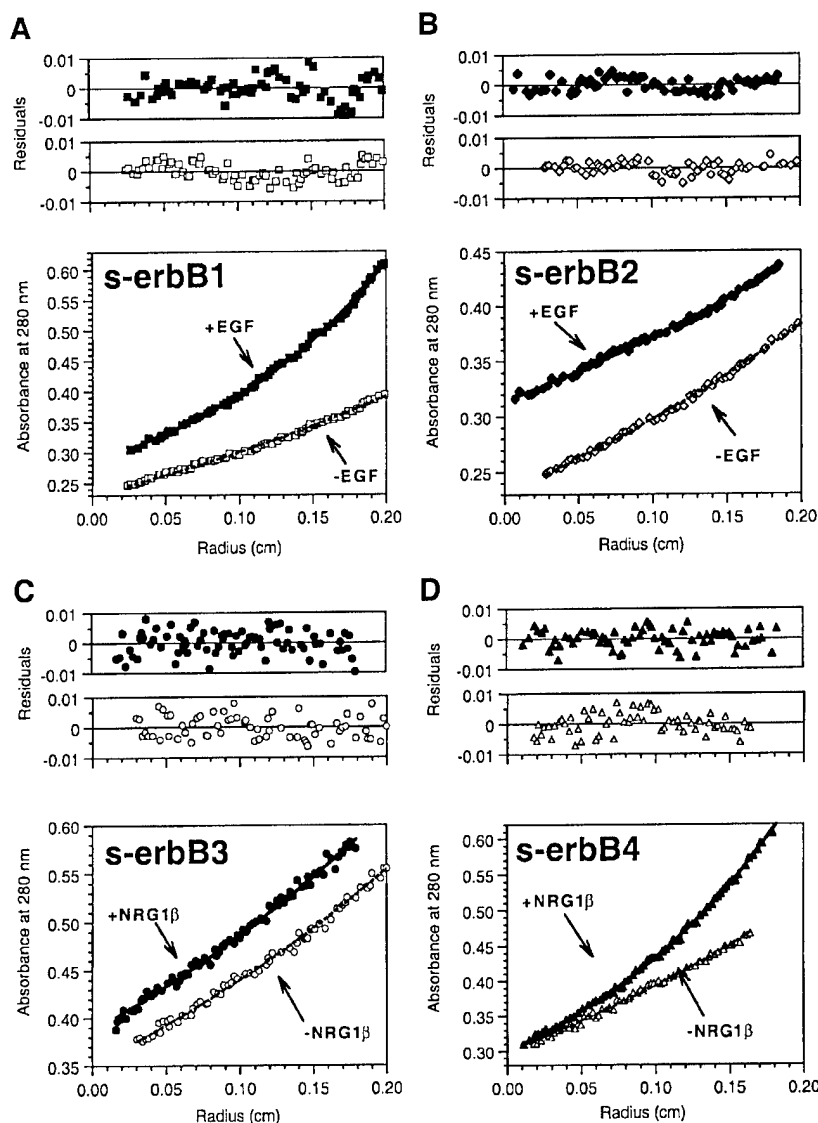 A
Residuals
0.01
0
-0.01
0.01
0
-0.01
s-erbB1
+EGF
-EGF
Absorbance at 280 nm
0.60
0.55
0.50
0.45
0.40
0.35
0.30
0.25
0.00 0.05 0.10 0.15 0.20
Radius (cm)
B
Residuals
0.01
0
-0.01
0.01
0
-0.01
s-erbB2
+EGF
-EGF
Absorbance at 280 nm
0.45
0.40
0.35
0.30
0.25
0.00 0.05 0.10 0.15 0.20
Radius (cm)
C
Residuals
0.01
0
-0.01
0.01
0
-0.01
s-erbB3
+NRG1β
-NRG1β
Absorbance at 280 nm
0.60
0.55
0.50
0.45
0.40
0.35
0.00 0.05 0.10 0.15 0.20
Radius (cm)
D
Residuals
0.01
0
-0.01
0.01
0
-0.01
s-erbB4
+NRG1β
-NRG1β
Absorbance at 280 nm
0.60
0.55
0.50
0.45
0.40
0.35
0.30
0.00 0.05 0.10 0.15 0.20
Radius (cm)